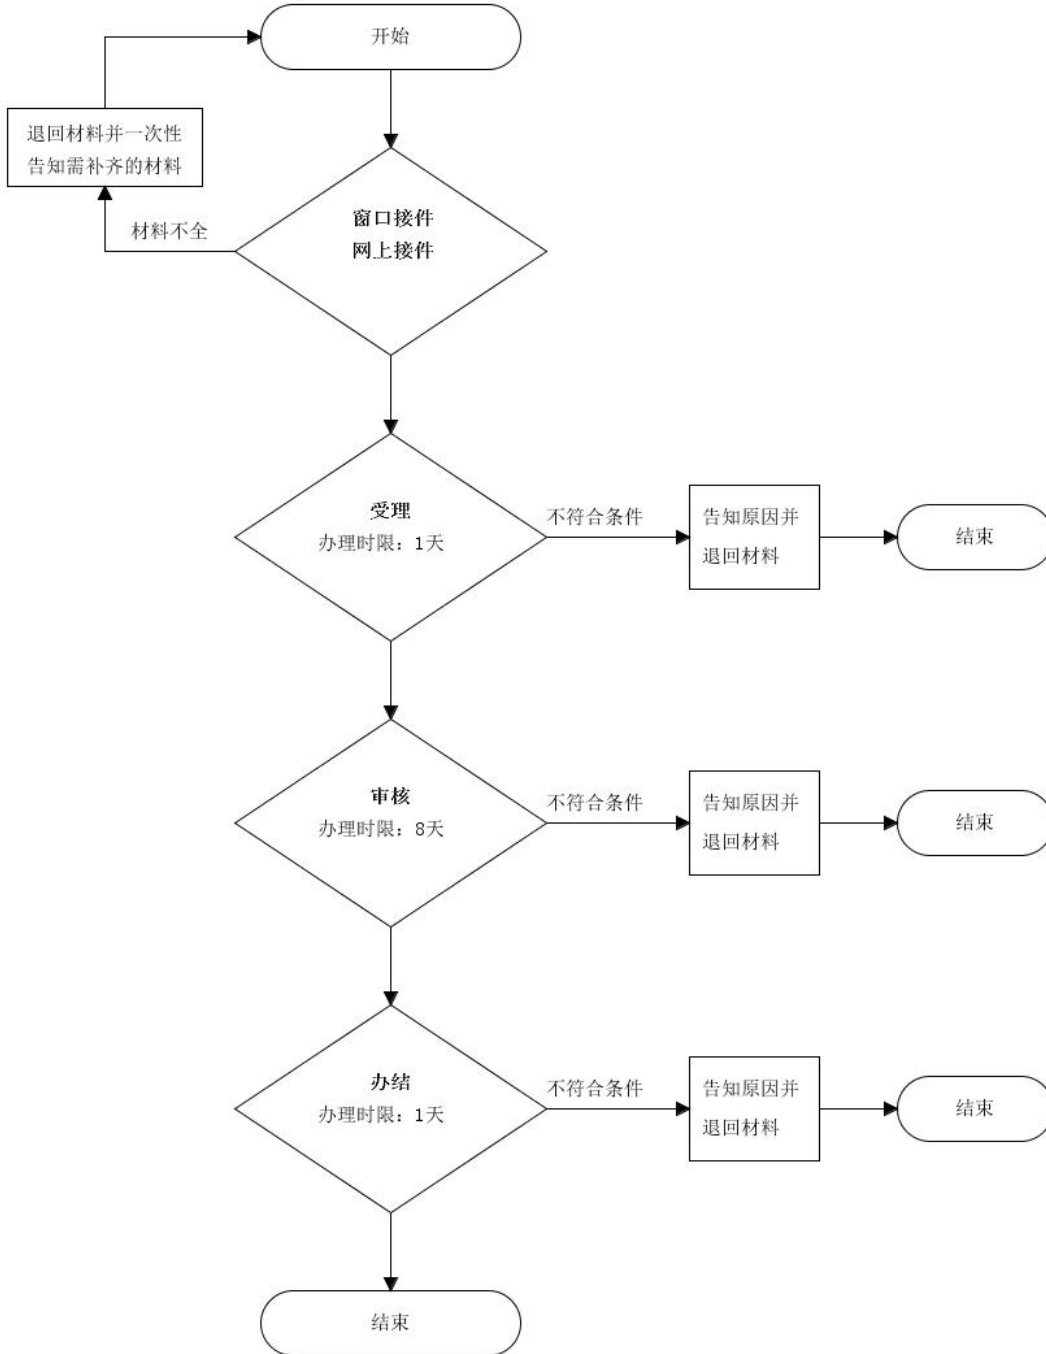 开始
退回材料并一次性
告知需补齐的材料
材料不全
窗口接件
网上接件
受理
办理时限：1天
不符合条件
告知原因并
退回材料
结束
审核
办理时限：8天
不符合条件
告知原因并
退回材料
结束
办结
办理时限：1天
不符合条件
告知原因并
退回材料
结束
结束